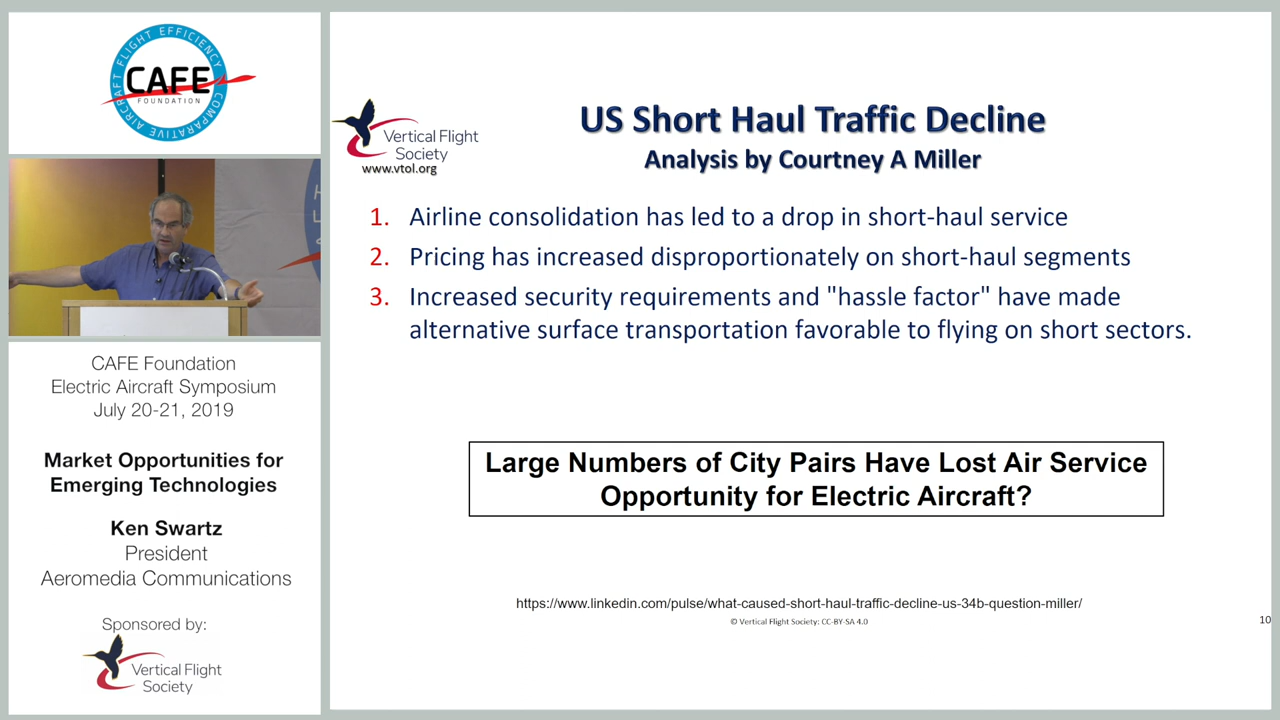 COMPARATIVE AIRCRAFT FLIGHT EFFICIENCY
CAFE
FOUNDATION
CAFE Foundation
Electric Aircraft Symposium
July 20-21, 2019
Market Opportunities for
Emerging Technologies
Ken Swartz
President
Aeromedia Communications
Sponsored by:
Vertical Flight
Society
Vertical Flight
Society
www.vtol.org
US Short Haul Traffic Decline
Analysis by Courtney A Miller
1. Airline consolidation has led to a drop in short-haul service
2. Pricing has increased disproportionately on short-haul segments
3. Increased security requirements and "hassle factor" have made
alternative surface transportation favorable to flying on short sectors.
Large Numbers of City Pairs Have Lost Air Service
Opportunity for Electric Aircraft?
https://www.linkedin.com/pulse/what-caused-short-haul-traffic-decline-us-34b-question-miller/
© Vertical Flight Society: CC-BY-SA 4.0
10